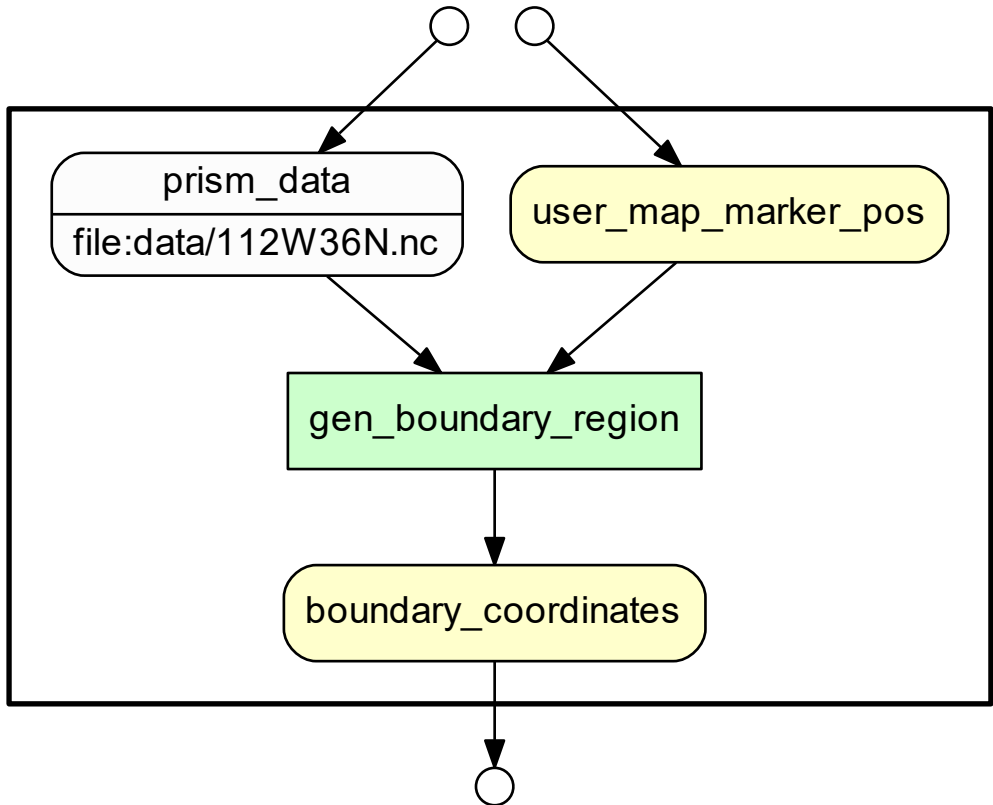 prism_data
file:data/112W36N.nc
user_map_marker_pos
gen_boundary_region
boundary_coordinates